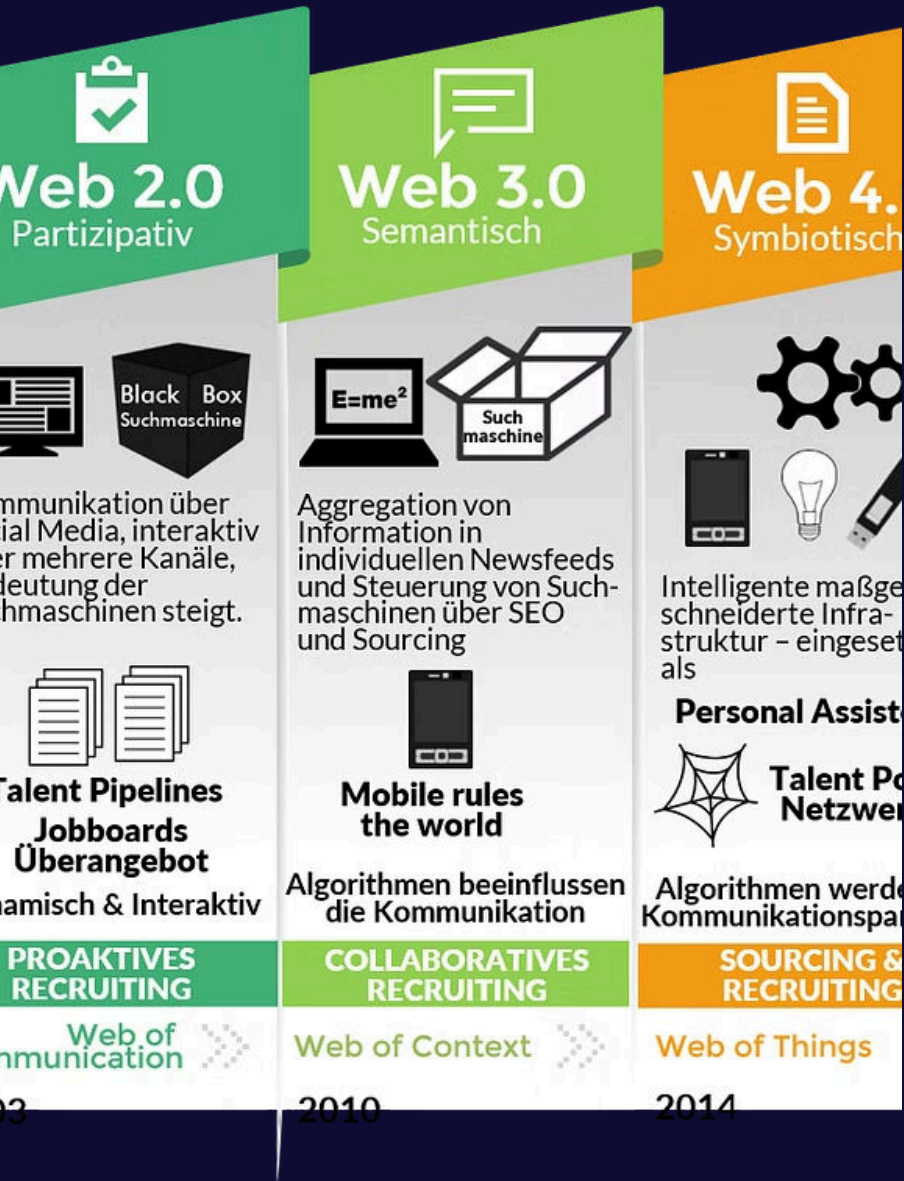 Web 2.0
Partizipativ
Black Box
Suchmaschine
mmunikation über
ial Media, interaktiv
er mehrere Kanäle,
deutung der
hmaschinen steigt.
Talent Pipelines
Jobboards
Überangebot
namisch & Interaktiv
PROAKTIVES
RECRUITING
Web of
mmunication
03
Web 3.0
Semantisch
E=me²
Such
maschine
Aggregation von
Information in
individuellen Newsfeeds
und Steuerung von Such-
maschinen über SEO
und Sourcing
Mobile rules
the world
Algorithmen beeinflussen
die Kommunikation
COLLABORATIVES
RECRUITING
Web of Context
2010
Web 4.
Symbiotisch
Intelligente maßge
schneiderte Infra-
struktur – eingeset
als
Personal Assist
Talent Po
Netzwer
Algorithmen werde
Kommunikationspar
SOURCING &
RECRUITING
Web of Things
2014